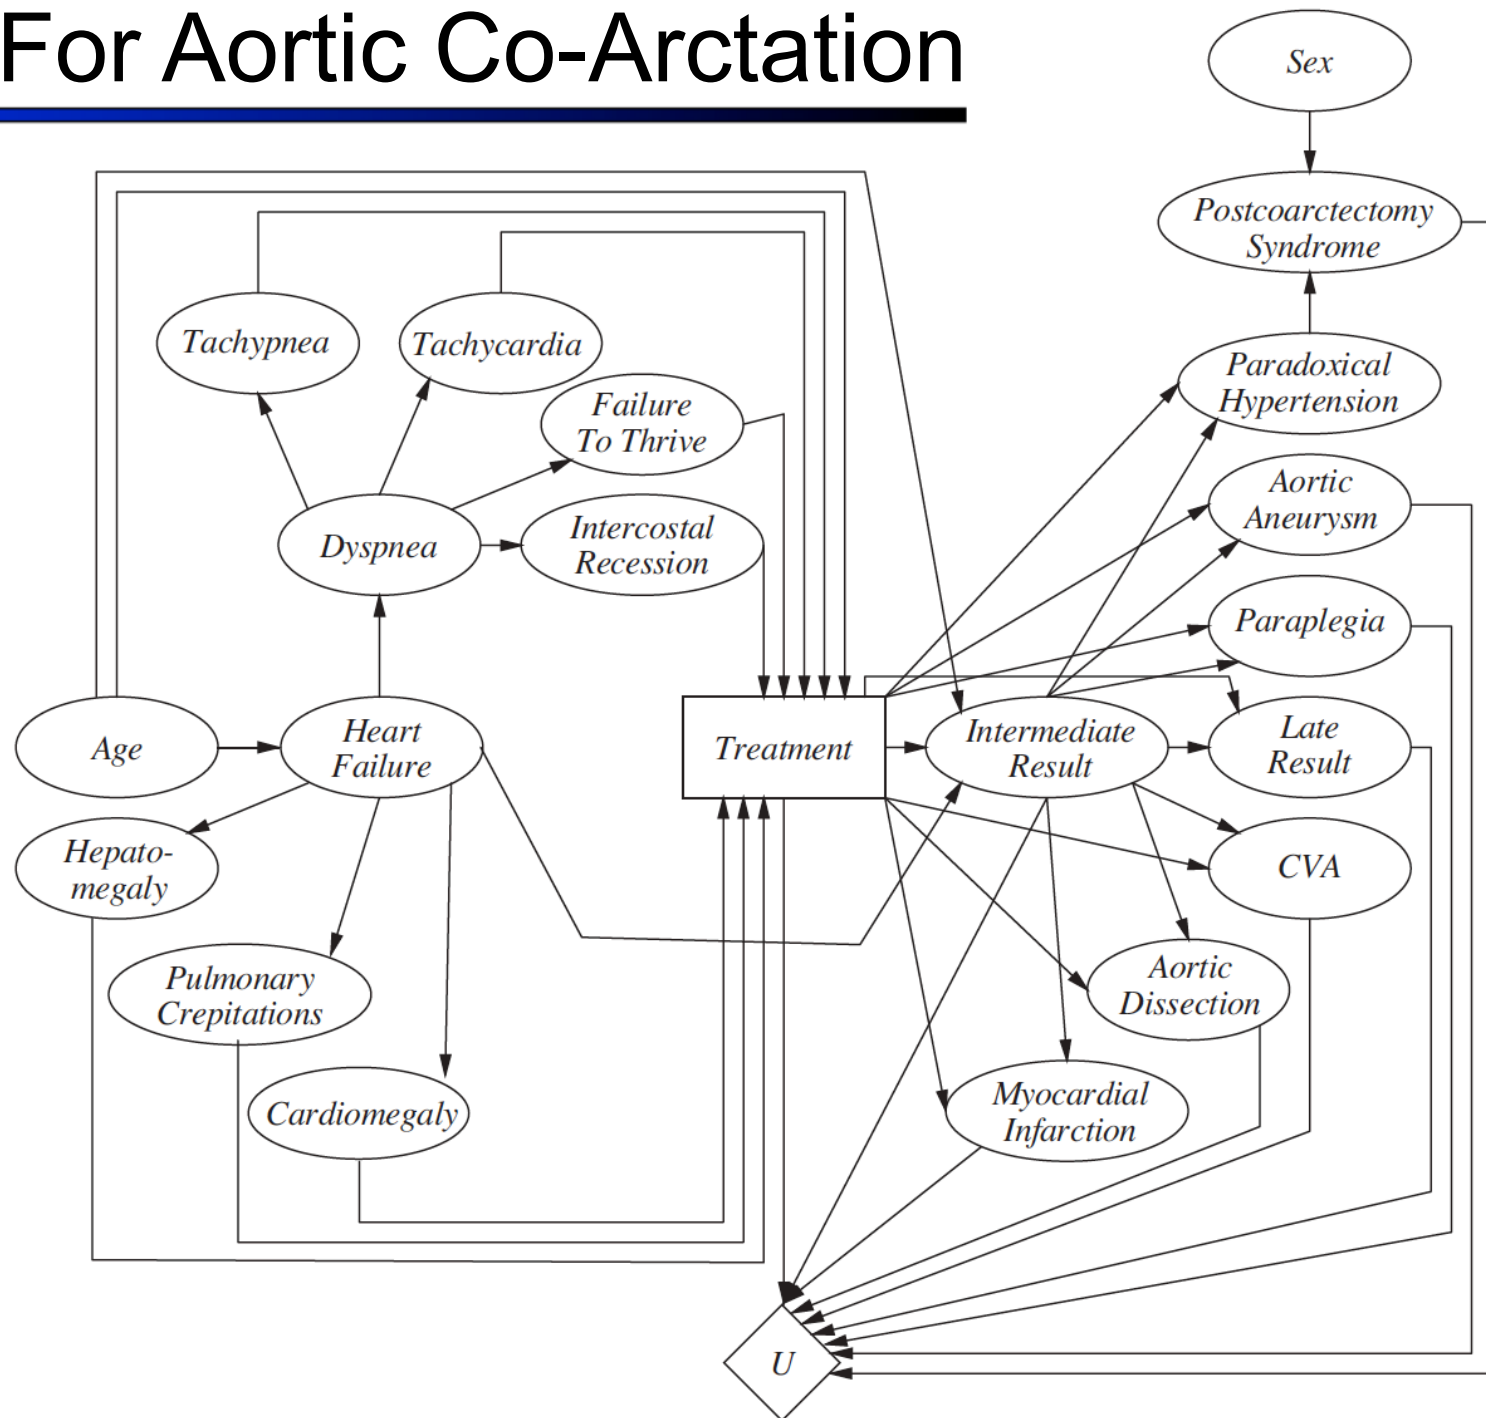 For Aortic Co-Arctation
Sex
Postcoarctectomy
Syndrome
Tachypnea
Tachycardia
Paradoxical
Hypertension
Failure
To Thrive
Aortic
Aneurysm
Dyspnea
Intercostal
Recession
Paraplegia
Age
Heart
Failure
Treatment
Intermediate
Result
Late
Result
Hepato-
megaly
CVA
Pulmonary
Crepitations
Aortic
Dissection
Cardiomegaly
Myocardial
Infarction
U